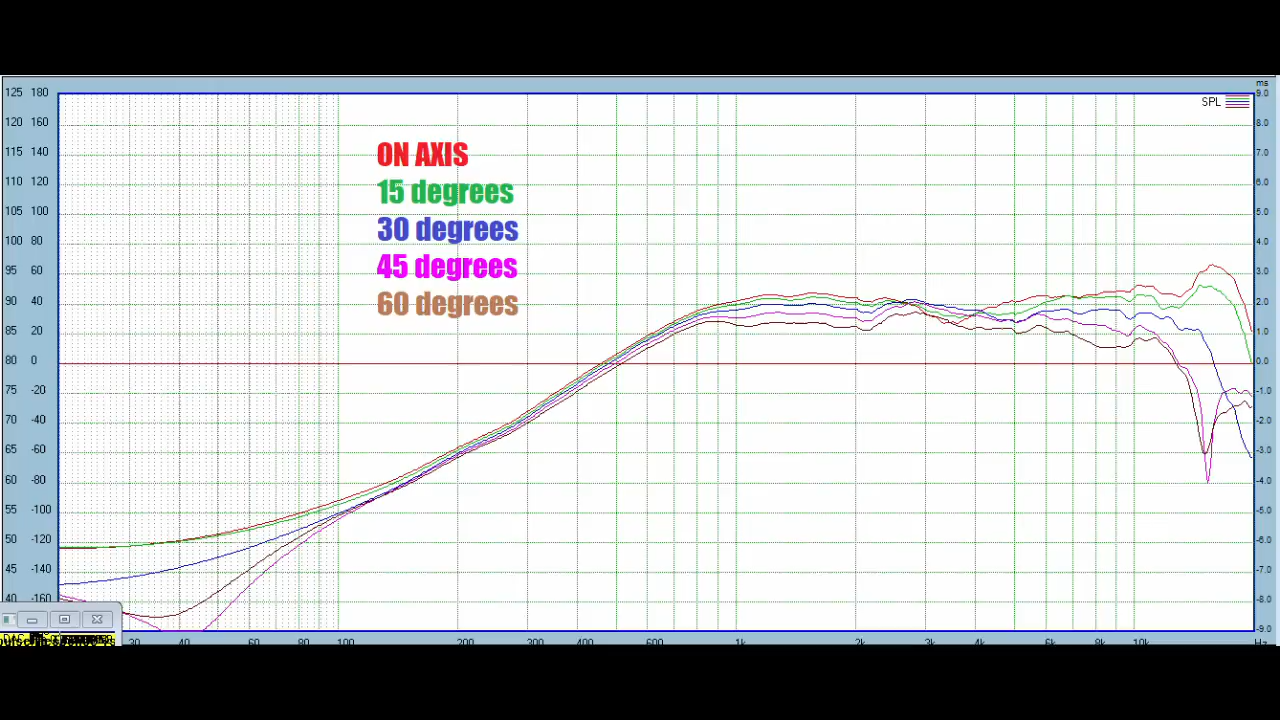 ms
125 180 9.0
SPL
120 160 8.0
ON AXIS
115 140 7.0
110 120 6.0
15 degrees
105 100 5.0
30 degrees
100 80 4.0
45 degrees
95 60 3.0
90 40 2.0
60 degrees
85 20 1.0
80 0 0.0
75 -20 -1.0
70 -40 -2.0
65 -60 -3.0
60 -80 -4.0
55 -100 -5.0
50 -120 -6.0
45 -140 -7.0
40 -160 -8.0
-9.0
30 60 80 100 200 300 400 600 1k 2k 3k 4k 6k 8k 10k Hz